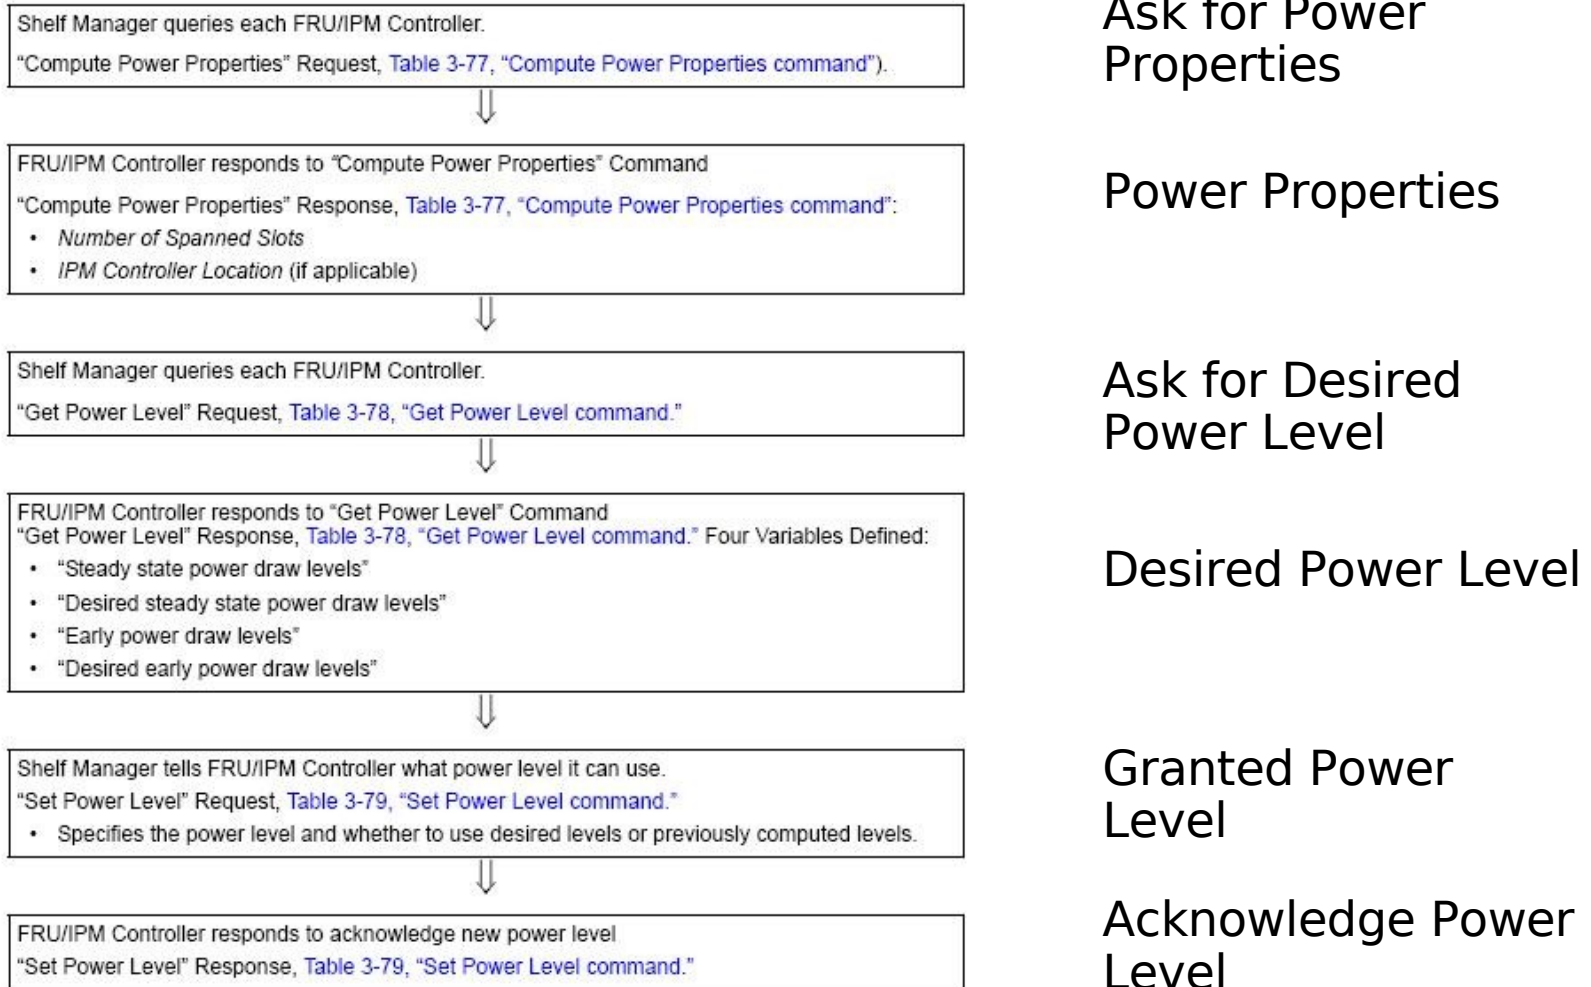 Shelf Manager queries each FRU/IPM Controller.
“Compute Power Properties” Request, Table 3-77, “Compute Power Properties command”).
Ask for Power
Properties
FRU/IPM Controller responds to “Compute Power Properties” Command
“Compute Power Properties” Response, Table 3-77, “Compute Power Properties command”:
• Number of Spanned Slots
• IPM Controller Location (if applicable)
Power Properties
Shelf Manager queries each FRU/IPM Controller.
“Get Power Level” Request, Table 3-78, “Get Power Level command.”
Ask for Desired
Power Level
FRU/IPM Controller responds to “Get Power Level” Command
“Get Power Level” Response, Table 3-78, “Get Power Level command.” Four Variables Defined:
• “Steady state power draw levels”
• “Desired steady state power draw levels”
• “Early power draw levels”
• “Desired early power draw levels”
Desired Power Level
Shelf Manager tells FRU/IPM Controller what power level it can use.
“Set Power Level” Request, Table 3-79, “Set Power Level command.”
• Specifies the power level and whether to use desired levels or previously computed levels.
Granted Power
Level
FRU/IPM Controller responds to acknowledge new power level
“Set Power Level” Response, Table 3-79, “Set Power Level command.”
Acknowledge Power
Level